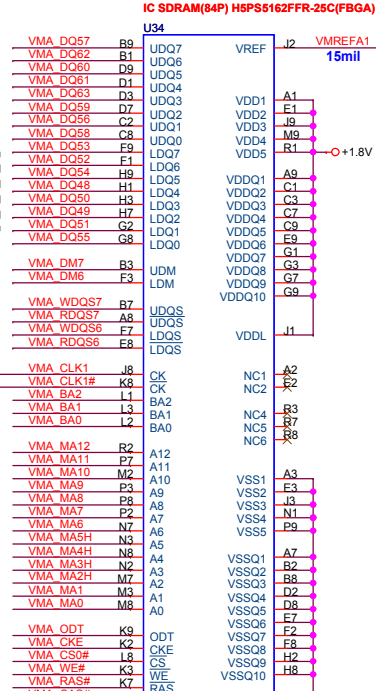 IC SDRAM(84P) H5PS5162FFR-25C(FBGA)
U34
VMA_DQ57 B9 UDQ7 VREF J2 VMREFA1
VMA_DQ62 B1 UDQ6 15mil
VMA_DQ60 D9 UDQ5
VMA_DQ61 D1 UDQ4
VMA_DQ63 D3 UDQ3 VDD1 A1
VMA_DQ59 D7 UDQ2 VDD2 E1
VMA_DQ56 C2 UDQ1 VDD3 J9
VMA_DQ58 C8 UDQ0 VDD4 M9
VMA_DQ53 F9 LDQ7 VDD5 R1 +1.8V
VMA_DQ52 F1 LDQ6
VMA_DQ54 H9 LDQ5 VDDQ1 A9
VMA_DQ48 H1 LDQ4 VDDQ2 C1
VMA_DQ50 H3 LDQ3 VDDQ3 C3
VMA_DQ49 H7 LDQ2 VDDQ4 C7
VMA_DQ51 G2 LDQ1 VDDQ5 C9
VMA_DQ55 G8 LDQ0 VDDQ6 E9
VDDQ7 G1
VMA_DM7 B3 UDM VDDQ8 G3
VMA_DM6 F3 LDM VDDQ9 G7
VDDQ10 G9
VMA_WDQS7 B7 UDQS
VMA_RDQS7 A8 UDQS
VMA_WDQS6 F7 LDQS VDDL J1
VMA_RDQS6 E8 LDQS
VMA_CLK1 J8 CK NC1 A2
VMA_CLK1# K8 CK NC2 E2
VMA_BA2 L1 BA2
VMA_BA1 L3 BA1 NC4 R3
VMA_BA0 L2 BA0 NC5 R7
NC6 R8
VMA_MA12 R2 A12
VMA_MA11 P7 A11
VMA_MA10 M2 A10 VSS1 A3
VMA_MA9 P3 A9 VSS2 E3
VMA_MA8 P8 A8 VSS3 J3
VMA_MA7 P2 A7 VSS4 N1
VMA_MA6 N7 A6 VSS5 P9
VMA_MA5H N3 A5
VMA_MA4H N8 A4 VSSQ1 A7
VMA_MA3H N2 A3 VSSQ2 B2
VMA_MA2H M7 A2 VSSQ3 B8
VMA_MA1 M3 A1 VSSQ4 D2
VMA_MA0 M8 A0 VSSQ5 D8
VSSQ6 E7
VMA_ODT K9 ODT VSSQ7 F2
VMA_CKE K2 CKE VSSQ8 F8
VMA_CS0# L8 CS VSSQ9 H2
VMA_WE# K3 WE VSSQ10 H8
VMA_RAS# K7 RAS